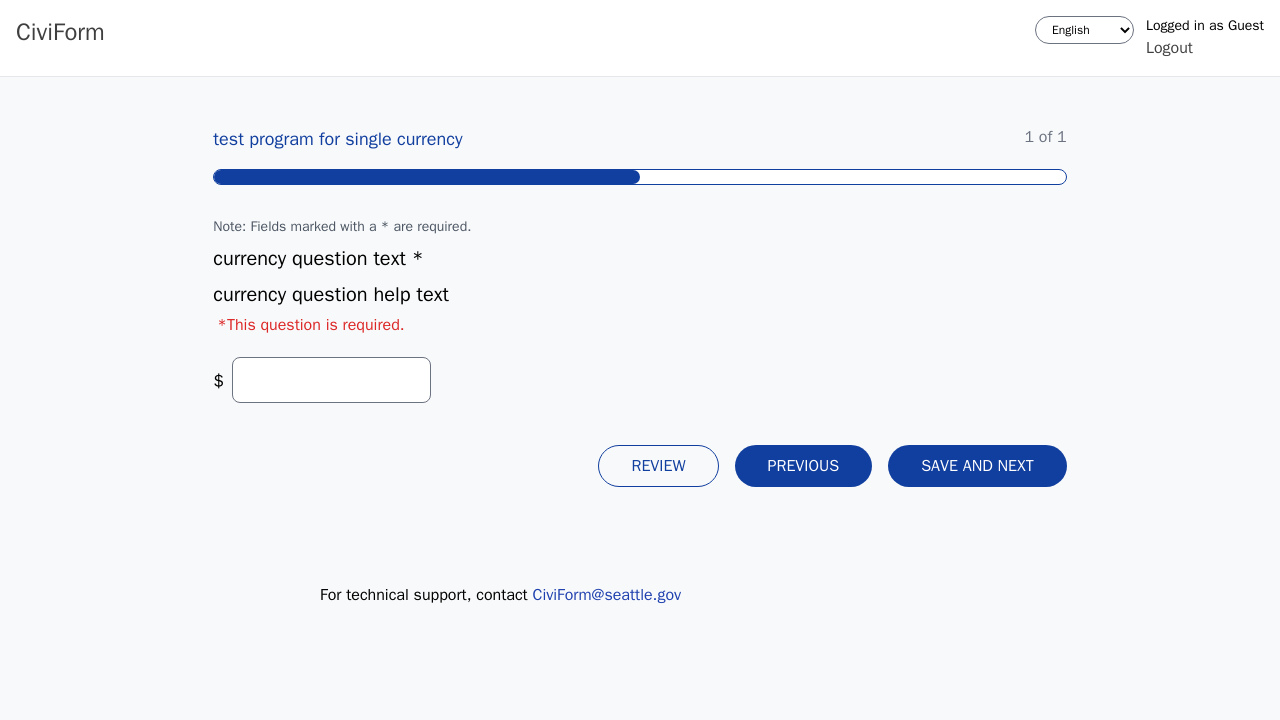 CiviForm
English
Logged in as Guest
Logout
test program for single currency
1 of 1
Note: Fields marked with a * are required.
currency question text *
currency question help text
*This question is required.
$
REVIEW
PREVIOUS
SAVE AND NEXT
For technical support, contact CiviForm@seattle.gov